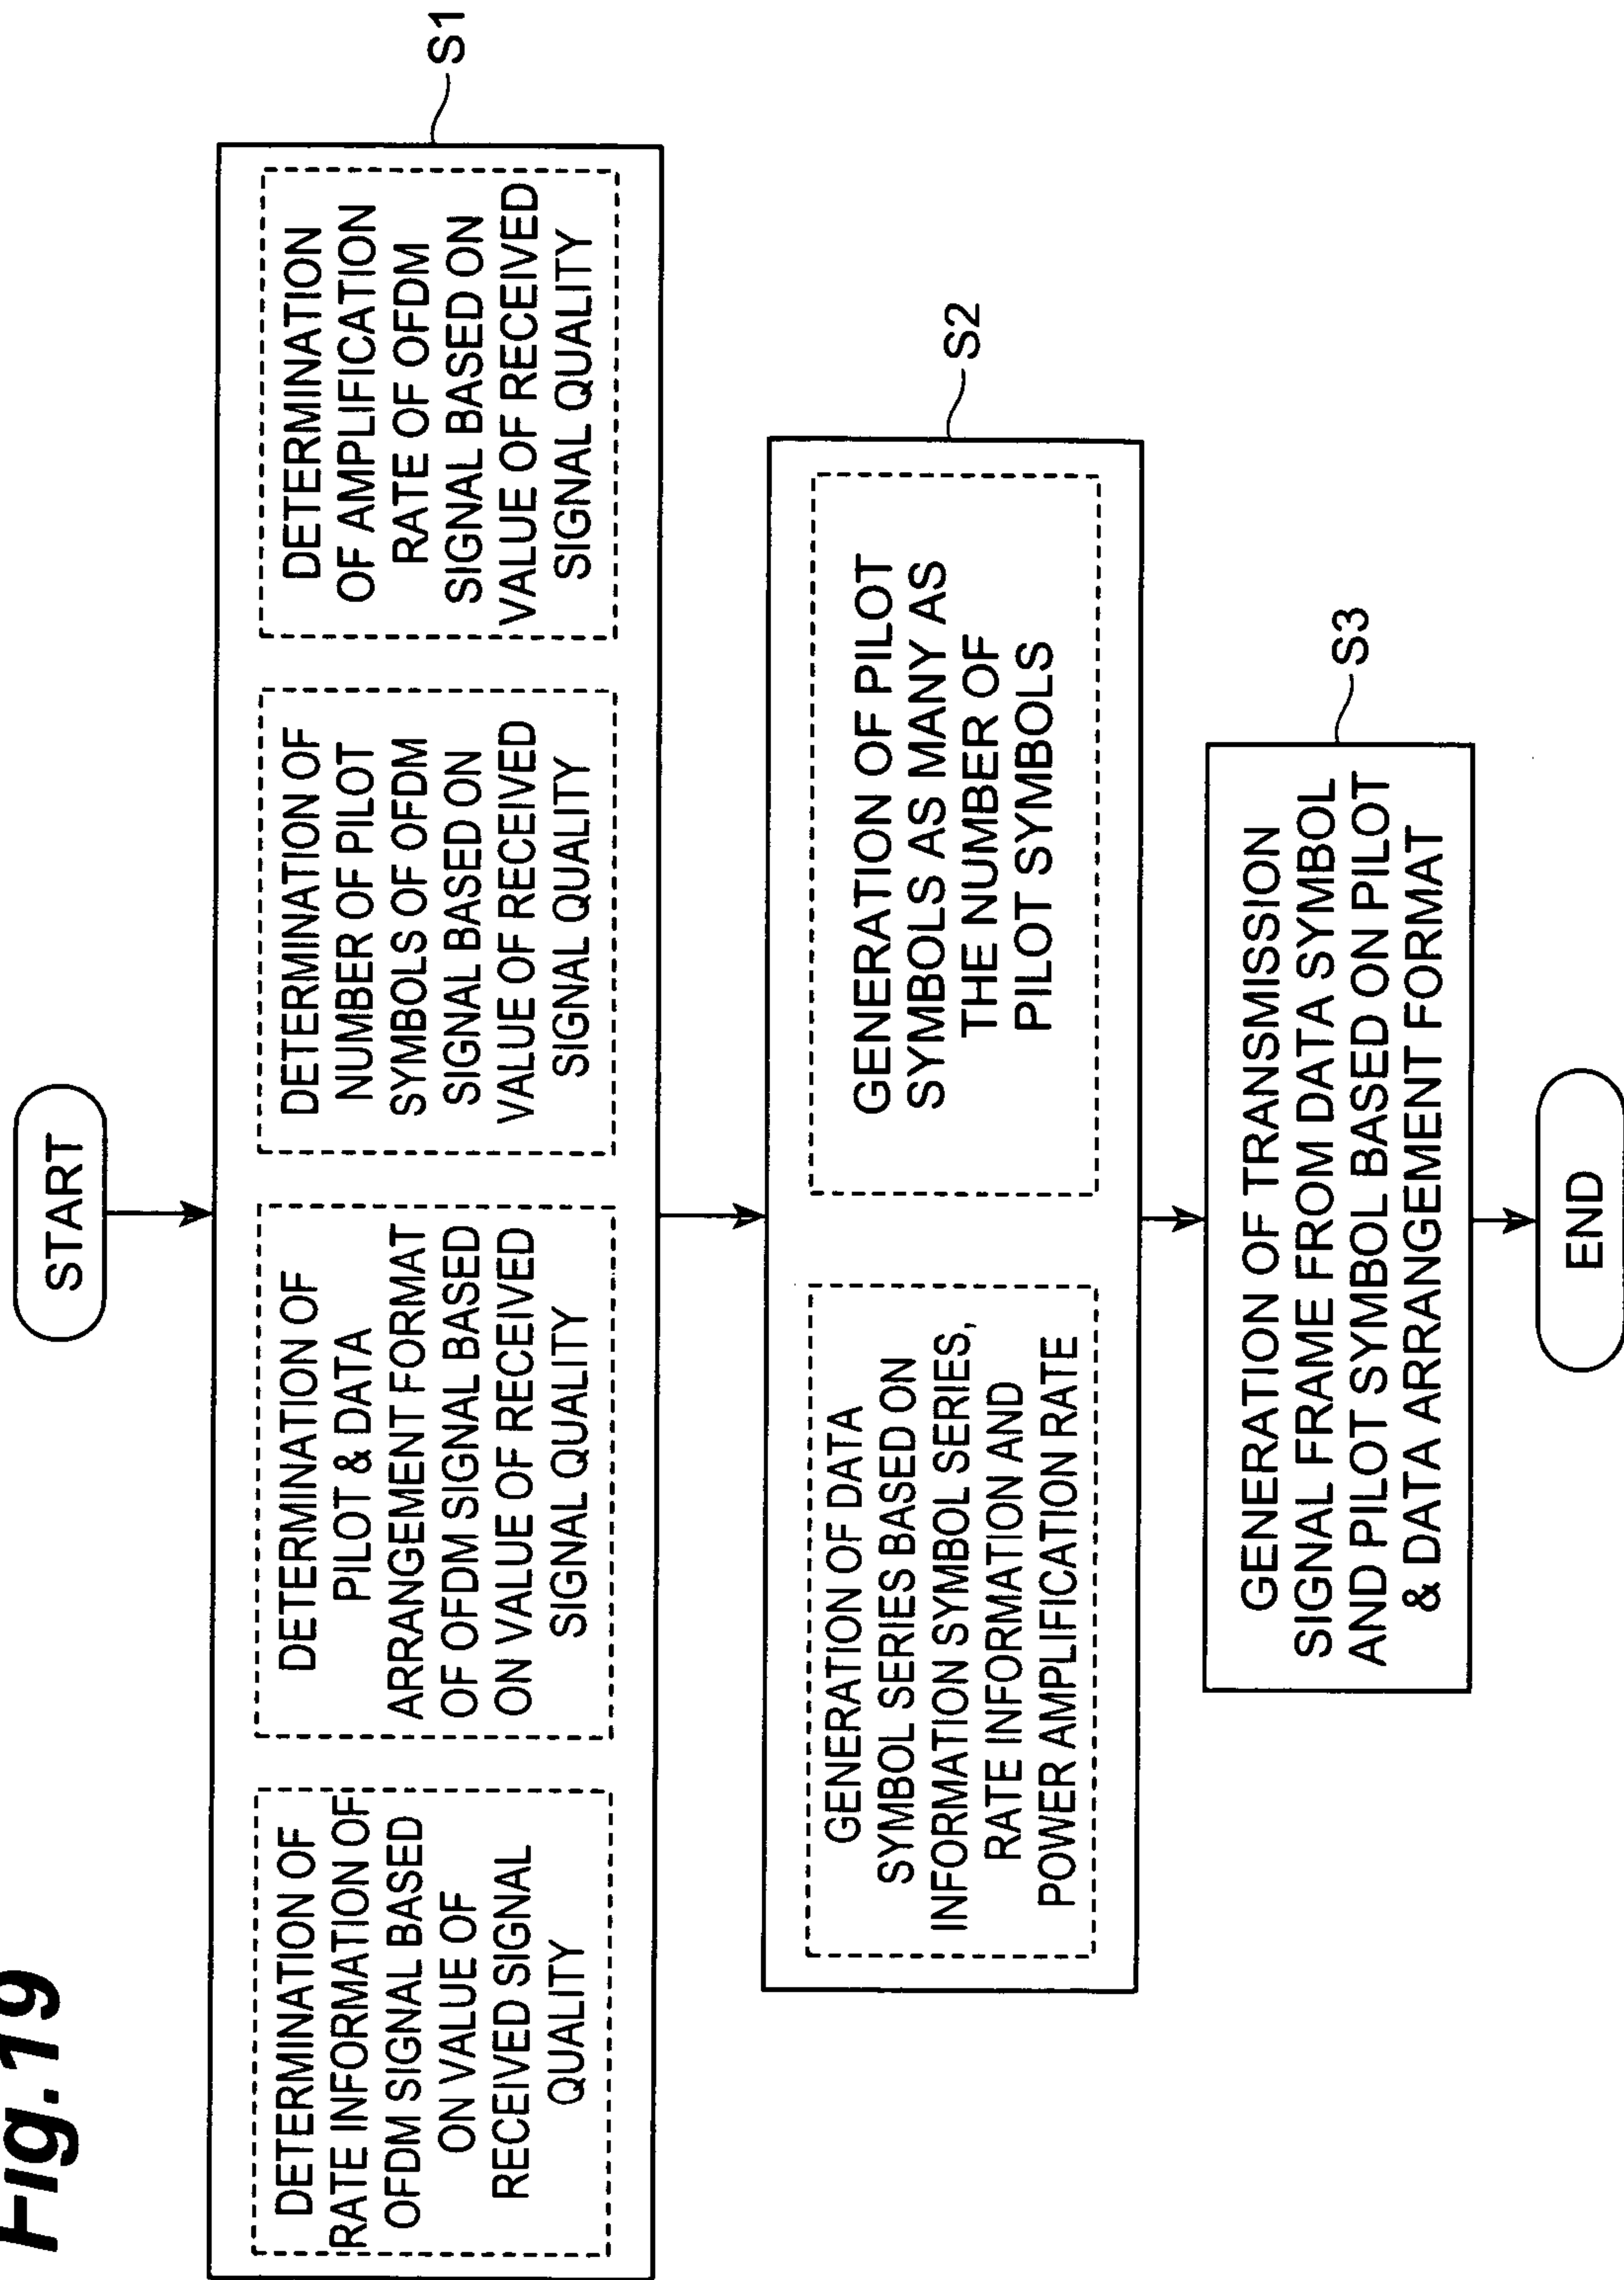 Fig.19
START
S1
DETERMINATION OF
RATE INFORMATION OF
OFDM SIGNAL BASED
ON VALUE OF
RECEIVED SIGNAL
QUALITY
DETERMINATION OF
PILOT & DATA
ARRANGEMENT FORMAT
OF OFDM SIGNAL BASED
ON VALUE OF RECEIVED
SIGNAL QUALITY
DETERMINATION OF
NUMBER OF PILOT
SYMBOLS OF OFDM
SIGNAL BASED ON
VALUE OF RECEIVED
SIGNAL QUALITY
DETERMINATION
OF AMPLIFICATION
RATE OF OFDM
SIGNAL BASED ON
VALUE OF RECEIVED
SIGNAL QUALITY
S2
GENERATION OF DATA
SYMBOL SERIES BASED ON
INFORMATION SYMBOL SERIES,
RATE INFORMATION AND
POWER AMPLIFICATION RATE
GENERATION OF PILOT
SYMBOLS AS MANY AS
THE NUMBER OF
PILOT SYMBOLS
S3
GENERATION OF TRANSMISSION
SIGNAL FRAME FROM DATA SYMBOL
AND PILOT SYMBOL BASED ON PILOT
& DATA ARRANGEMENT FORMAT
END